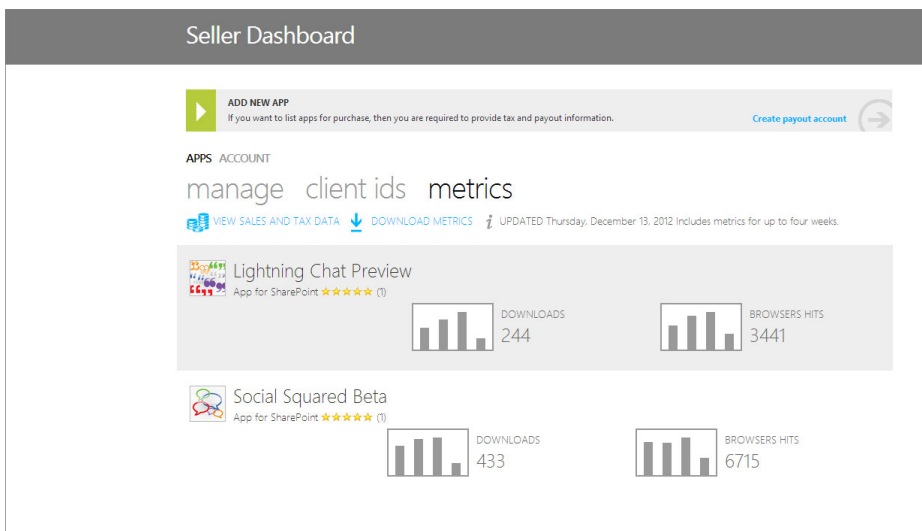 Seller Dashboard
ADD NEW APP
If you want to list apps for purchase, then you are required to provide tax and payout information.
Create payout account
APPS ACCOUNT
manage client ids metrics
VIEW SALES AND TAX DATA DOWNLOAD METRICS i UPDATED Thursday, December 13, 2012 Includes metrics for up to four weeks.
Lightning Chat Preview
App for SharePoint (1)
DOWNLOADS
244
BROWSERS HITS
3441
Social Squared Beta
App for SharePoint (1)
DOWNLOADS
433
BROWSERS HITS
6715